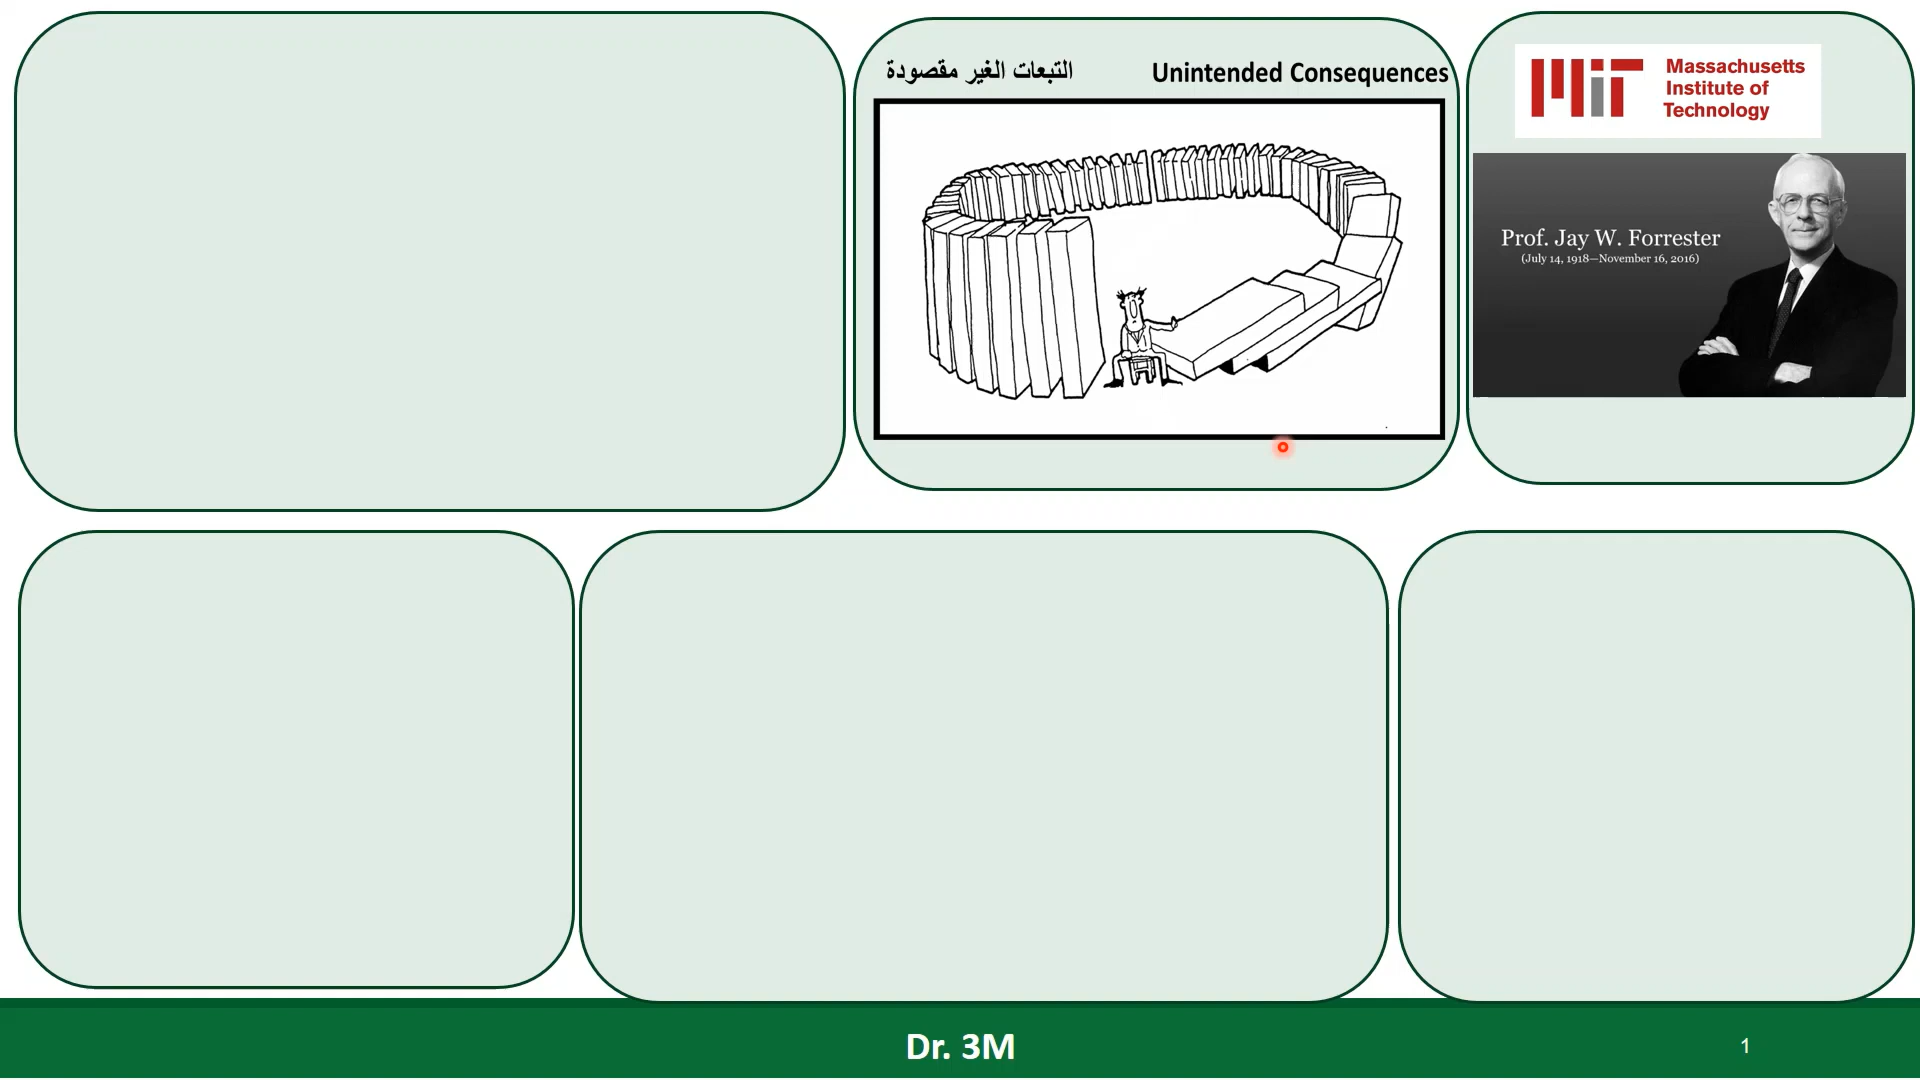 التبعات الغير مقصودة
Unintended Consequences
Massachusetts
Institute of
Technology
Prof. Jay W. Forrester
(July 14, 1918—November 16, 2016)
Dr. 3M
1